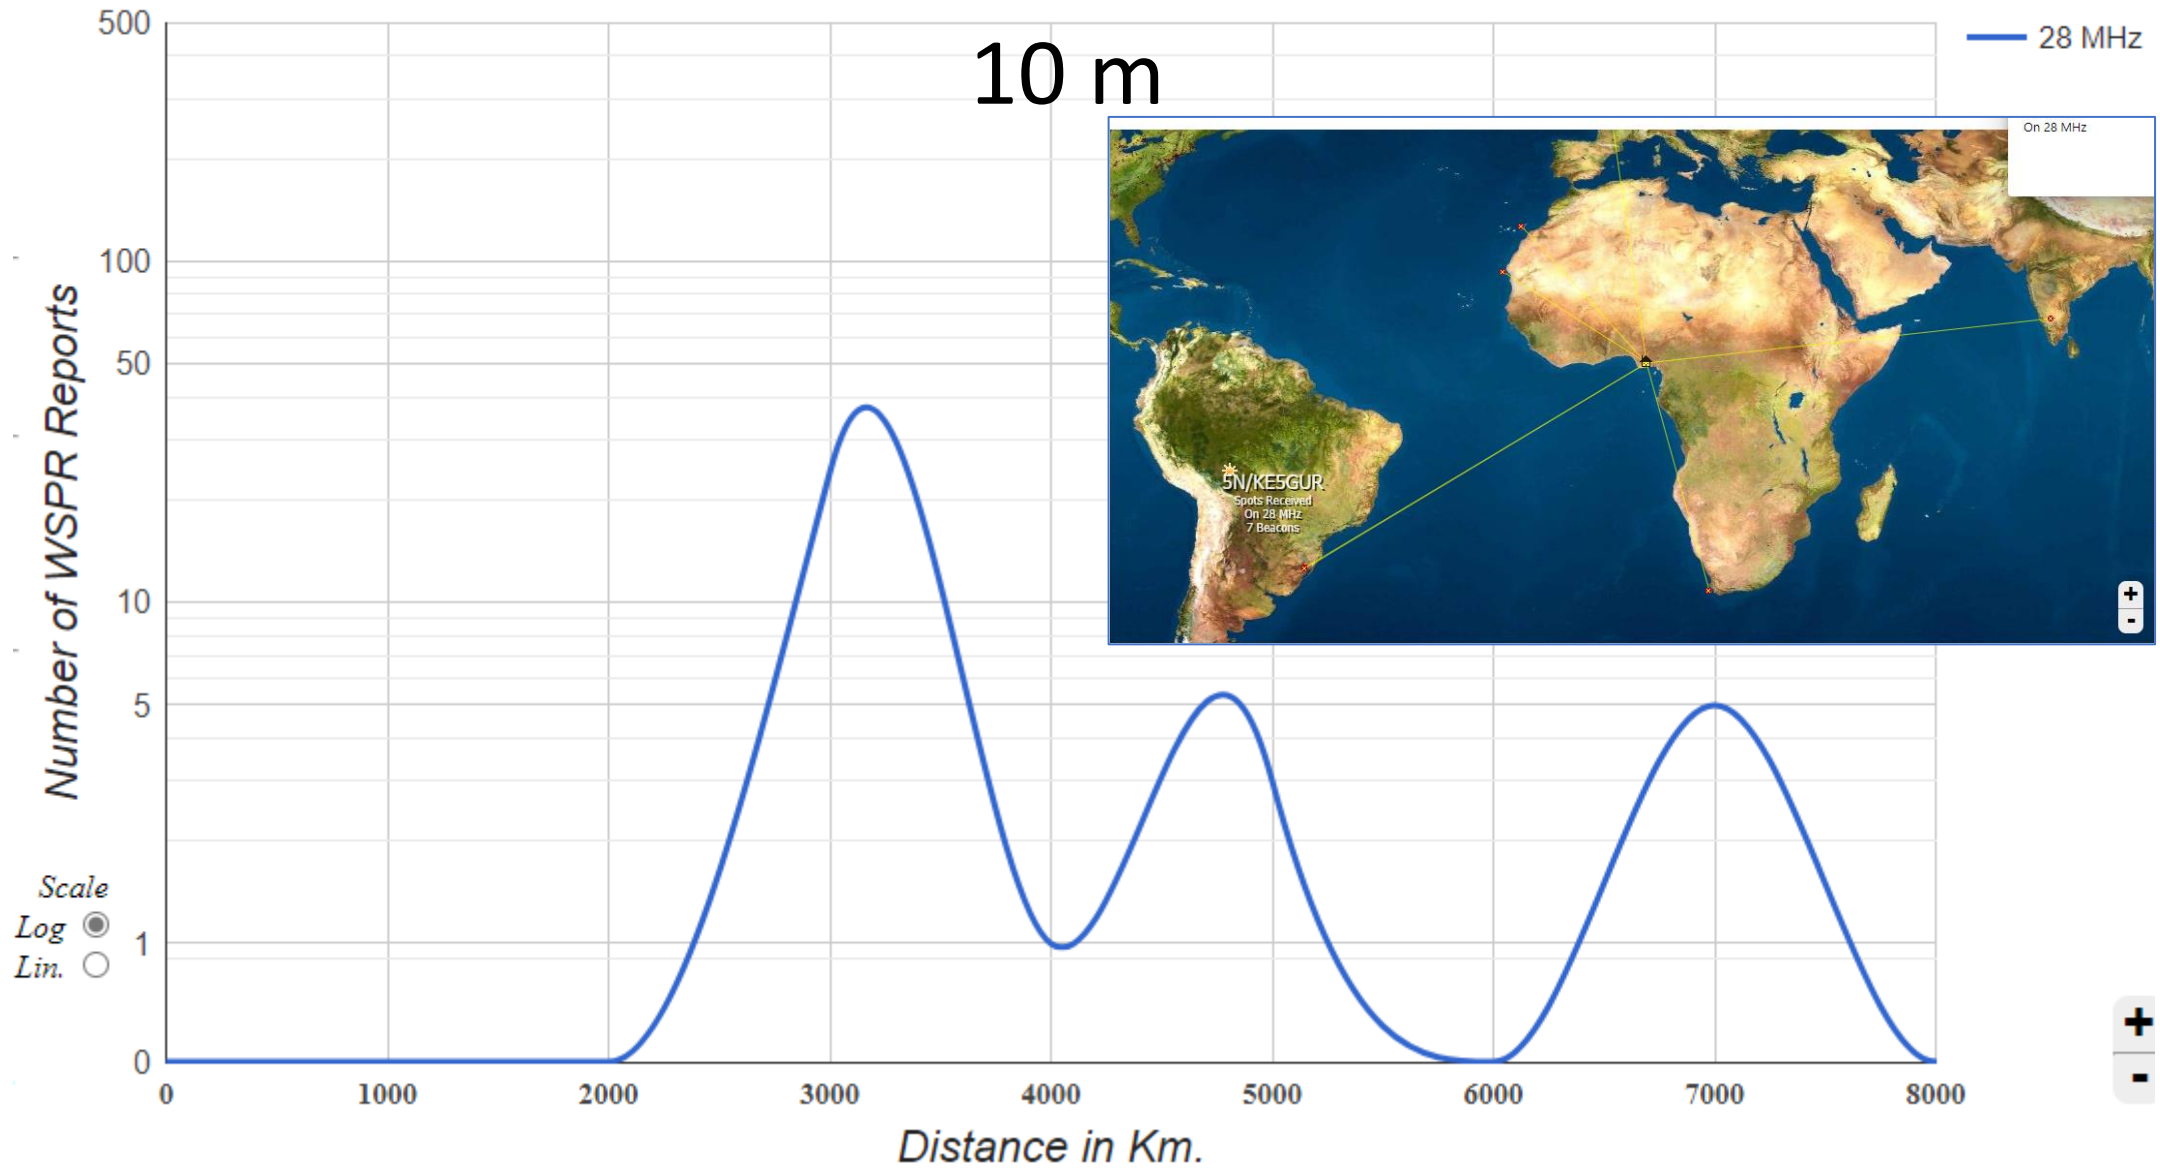 10 m
28 MHz
500
100
50
10
5
1
0
Number of WSPR Reports
Scale
Log
Lin.
On 28 MHz
5N/KE5GUR
Spots Received
On 28 MHz
7 Beacons
+
-
+
-
0 1000 2000 3000 4000 5000 6000 7000 8000
Distance in Km.